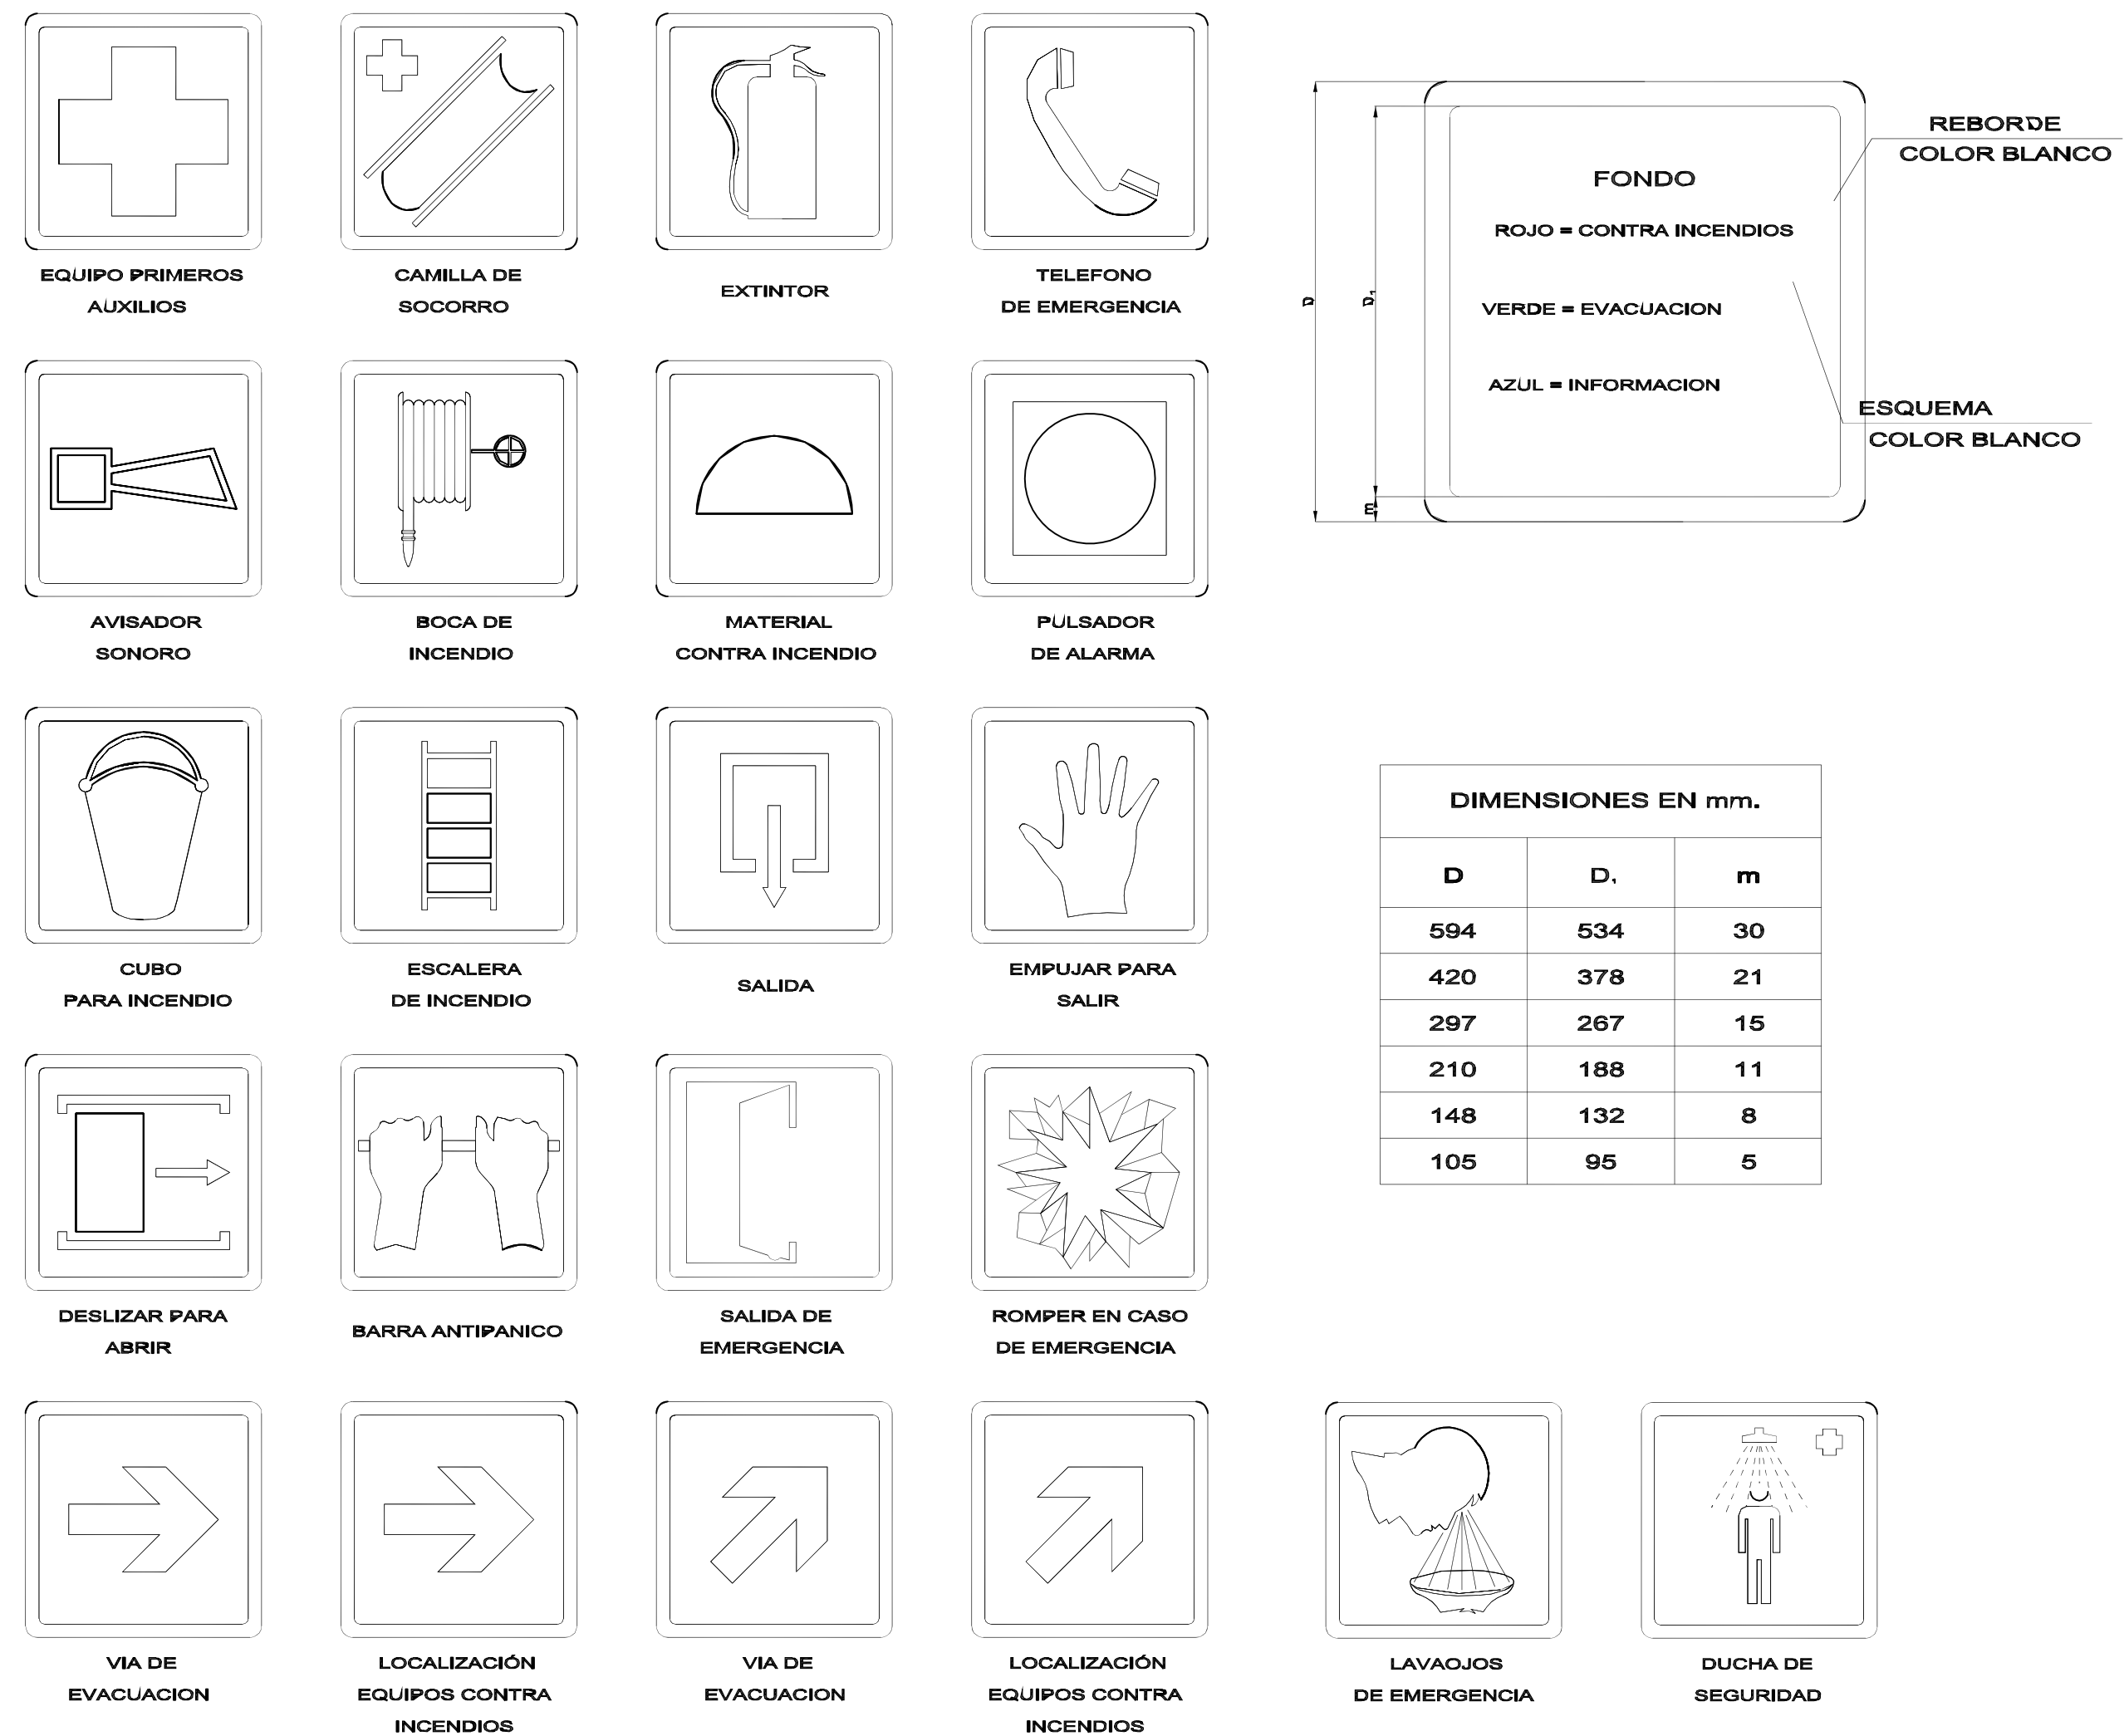 EQUIPO PRIMEROS
AUXILIOS
CAMILLA DE
SOCORRO
EXTINTOR
TELEFONO
DE EMERGENCIA
AVISADOR
SONORO
BOCA DE
INCENDIO
MATERIAL
CONTRA INCENDIO
PULSADOR
DE ALARMA
CUBO
PARA INCENDIO
ESCALERA
DE INCENDIO
SALIDA
EMPUJAR PARA
SALIR
DESLIZAR PARA
ABRIR
BARRA ANTIPANICO
SALIDA DE
EMERGENCIA
ROMPER EN CASO
DE EMERGENCIA
VIA DE
EVACUACION
LOCALIZACIÓN
EQUIPOS CONTRA
INCENDIOS
VIA DE
EVACUACION
LOCALIZACIÓN
EQUIPOS CONTRA
INCENDIOS
LAVAOJOS
DE EMERGENCIA
DUCHA DE
SEGURIDAD
D
D₁
m
FONDO
ROJO = CONTRA INCENDIOS
VERDE = EVACUACION
AZUL = INFORMACION
REBORDE
COLOR BLANCO
ESQUEMA
COLOR BLANCO
DIMENSIONES EN mm.
D D₁ m
594 534 30
420 378 21
297 267 15
210 188 11
148 132 8
105 95 5